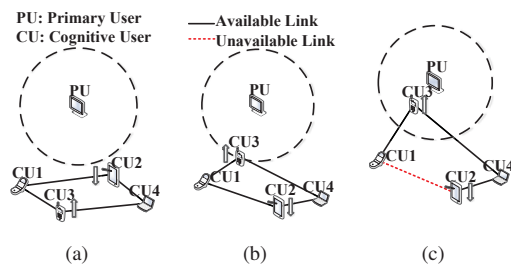 PU: Primary User
CU: Cognitive User
Available Link
Unavailable Link
PU
CU2
CU1
CU3
CU4
(a)
PU
CU3
CU1
CU2
CU4
(b)
PU
CU3
CU1
CU4
CU2
(c)